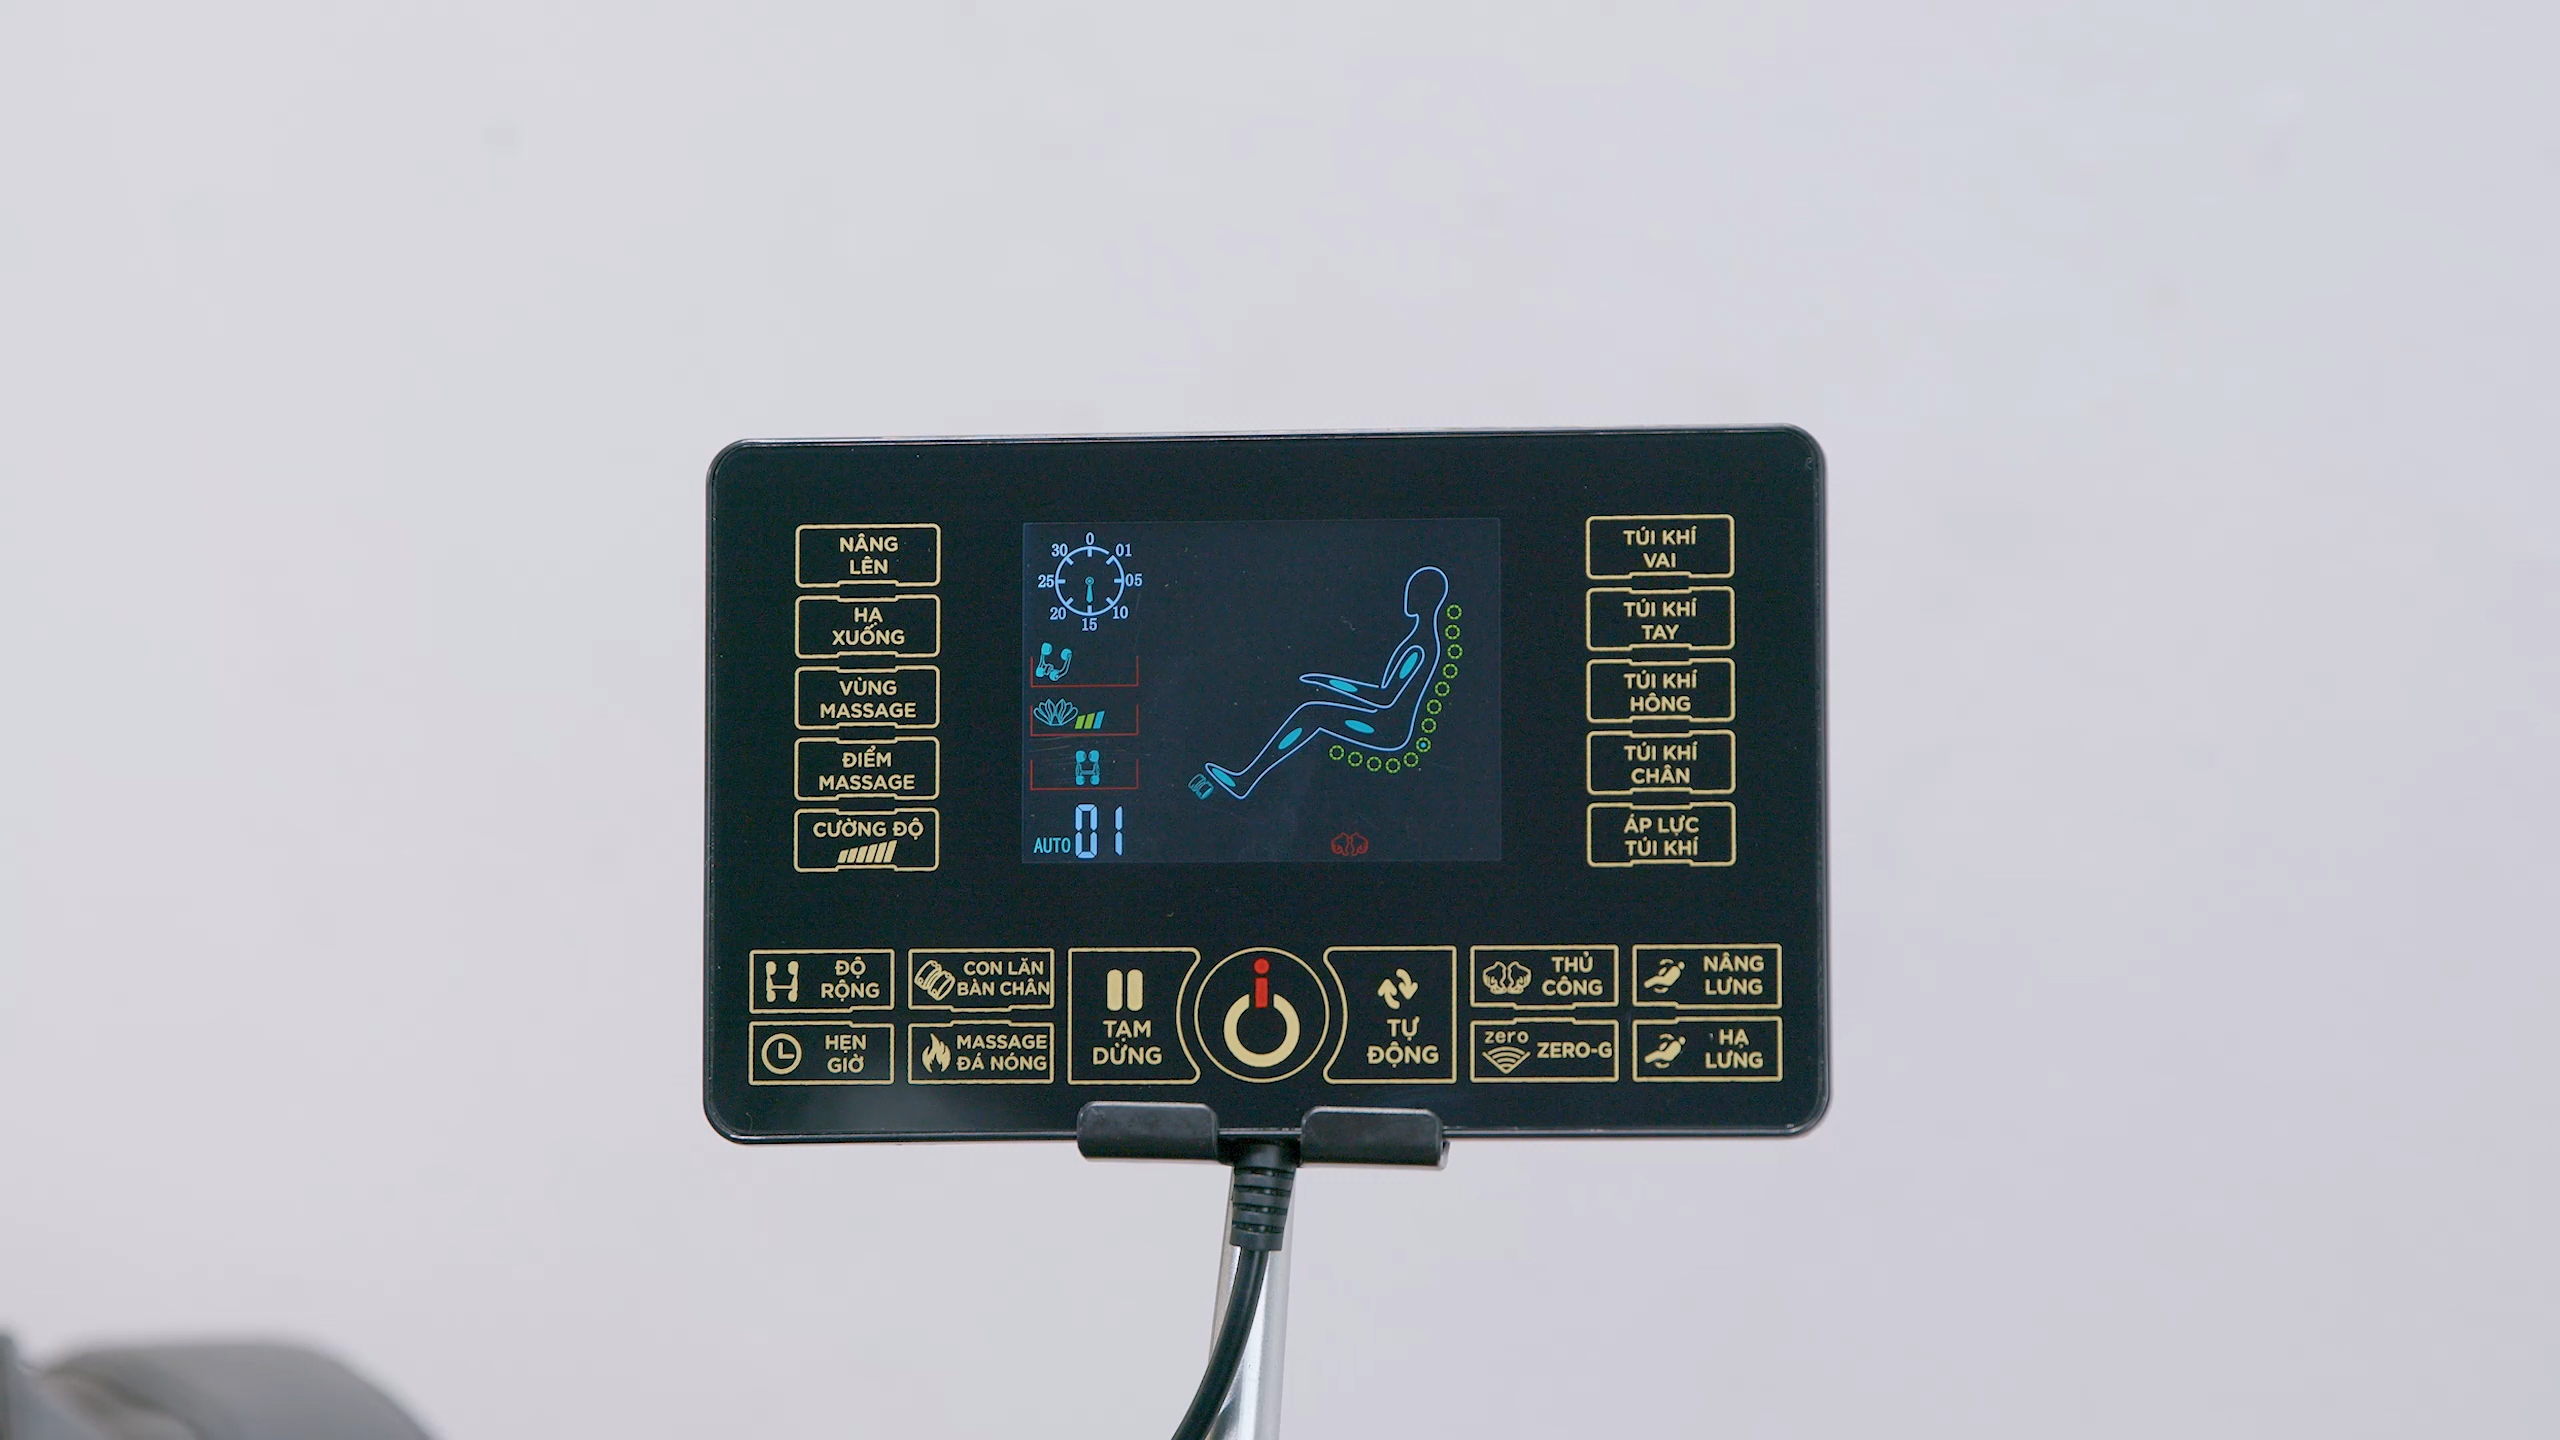 NÂNG
LÊN
HẠ
XUỐNG
VÙNG
MASSAGE
ĐIỂM
MASSAGE
CƯỜNG ĐỘ
0
30
01
25
05
20
10
15
AUTO 01
TÚI KHÍ
VAI
TÚI KHÍ
TAY
TÚI KHÍ
HÔNG
TÚI KHÍ
CHÂN
ÁP LỰC
TÚI KHÍ
ĐỘ
RỘNG
CON LĂN
BÀN CHÂN
HẸN
GIỜ
MASSAGE
ĐÁ NÓNG
TẠM
DỪNG
TỰ
ĐỘNG
THỦ
CÔNG
zero
ZERO-G
NÂNG
LƯNG
HẠ
LƯNG